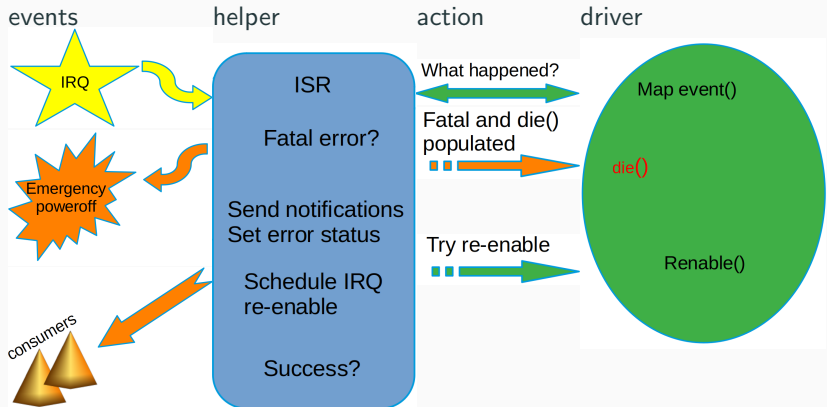 events
helper
action
driver
IRQ
ISR
What happened?
Map event()
Fatal error?
Fatal and die()
populated
die()
Emergency
poweroff
Send notifications
Set error status
Try re-enable
Renable()
Schedule IRQ
re-enable
consumers
Success?